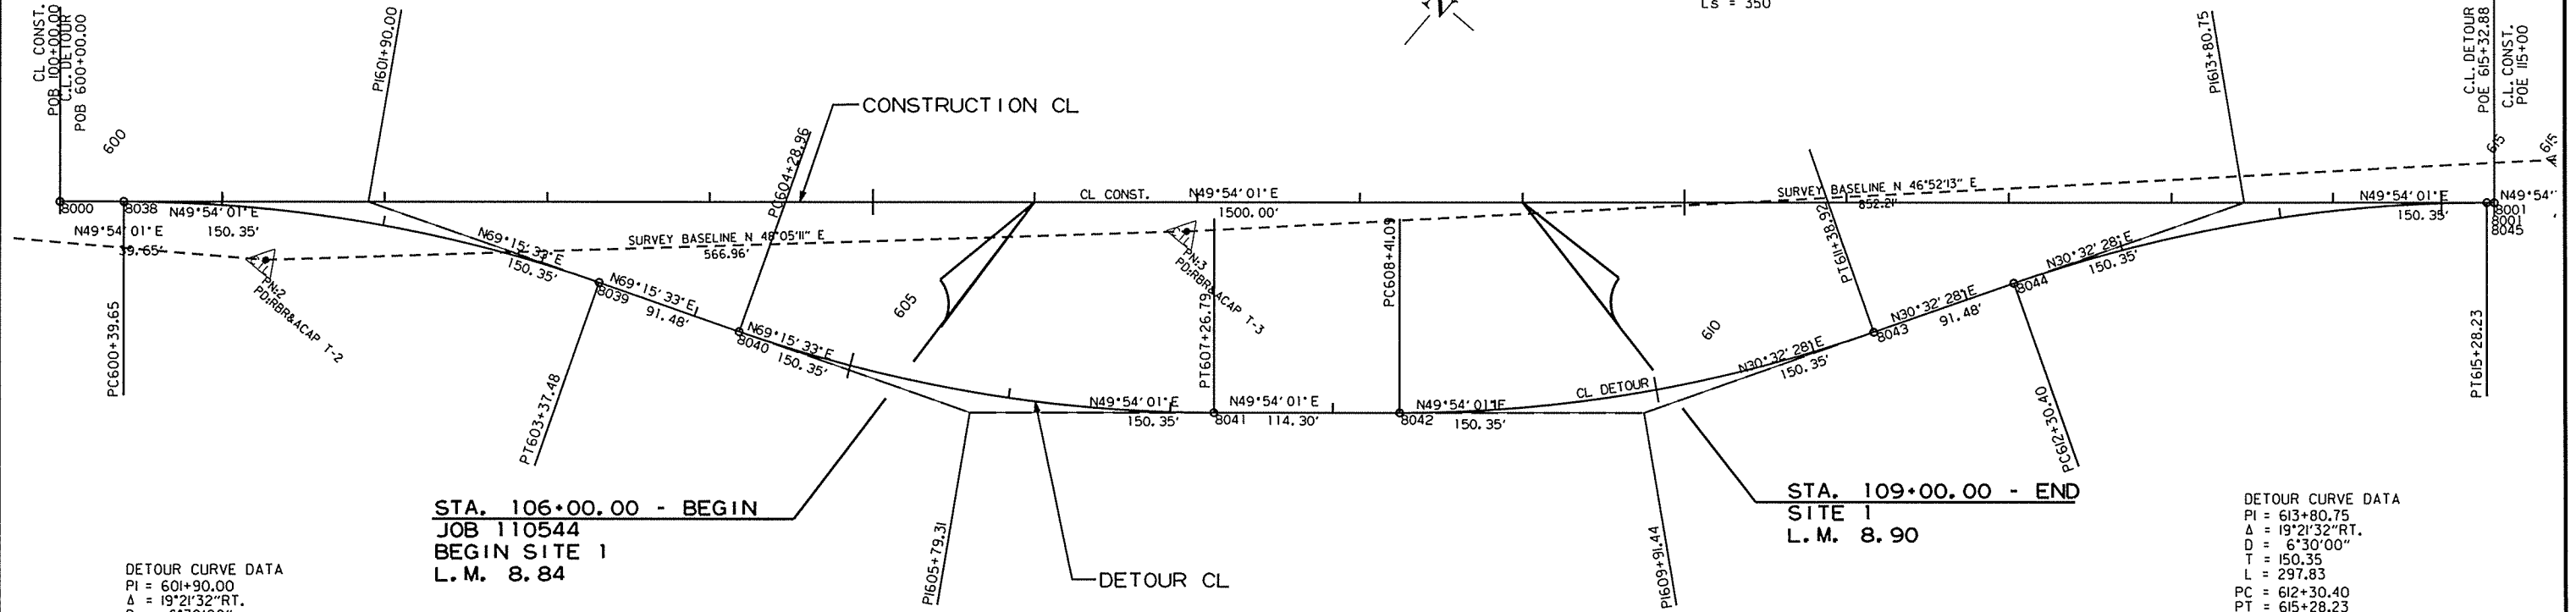 CL CONST.
POB 100+00.00
C.L. DETOUR
POB 600+00.00
600
PI601+90.00
CONSTRUCTION CL
PC604+28.96
Ls = 350
PI613+80.75
C.L. DETOUR
POE 615+32.88
C.L. CONST.
POE 115+00
615
615
8000
8038
N49°54'01"E
150.35'
N49°54'01"E
39.65'
PC600+39.65
PN:2
PD:RBR&ACAP T-2
N69°15'33"E
150.35'
SURVEY BASELINE N 48°05'11" E
566.96'
8039
N69°15'33"E
91.48'
PT603+37.48
8040
N69°15'33"E
150.35'
605
CL CONST.
N49°54'01"E
1500.00'
PN:3
PD:RBR&ACAP T-3
PT607+26.79
PC608+41.09
N49°54'01"E
150.35'
8041
N49°54'01"E
114.30'
8042
150.35'
CL DETOUR
610
N30°32'28"E
150.35'
SURVEY BASELINE N 46°52'13" E
852.21'
PT611+38.92
8043
N30°32'28"E
91.48'
8044
N30°32'28"E
150.35'
PC612+30.40
N49°54'01"E
150.35'
N49°54'
8001
8001
8045
PT615+28.23
STA. 106+00.00 - BEGIN
JOB 110544
BEGIN SITE 1
L.M. 8.84
PI605+79.31
DETOUR CL
PI609+91.44
STA. 109+00.00 - END
SITE 1
L.M. 8.90
DETOUR CURVE DATA
PI = 601+90.00
Δ = 19°21'32"RT.
DETOUR CURVE DATA
PI = 613+80.75
Δ = 19°21'32"RT.
D = 6°30'00"
T = 150.35
L = 297.83
PC = 612+30.40
PT = 615+28.23